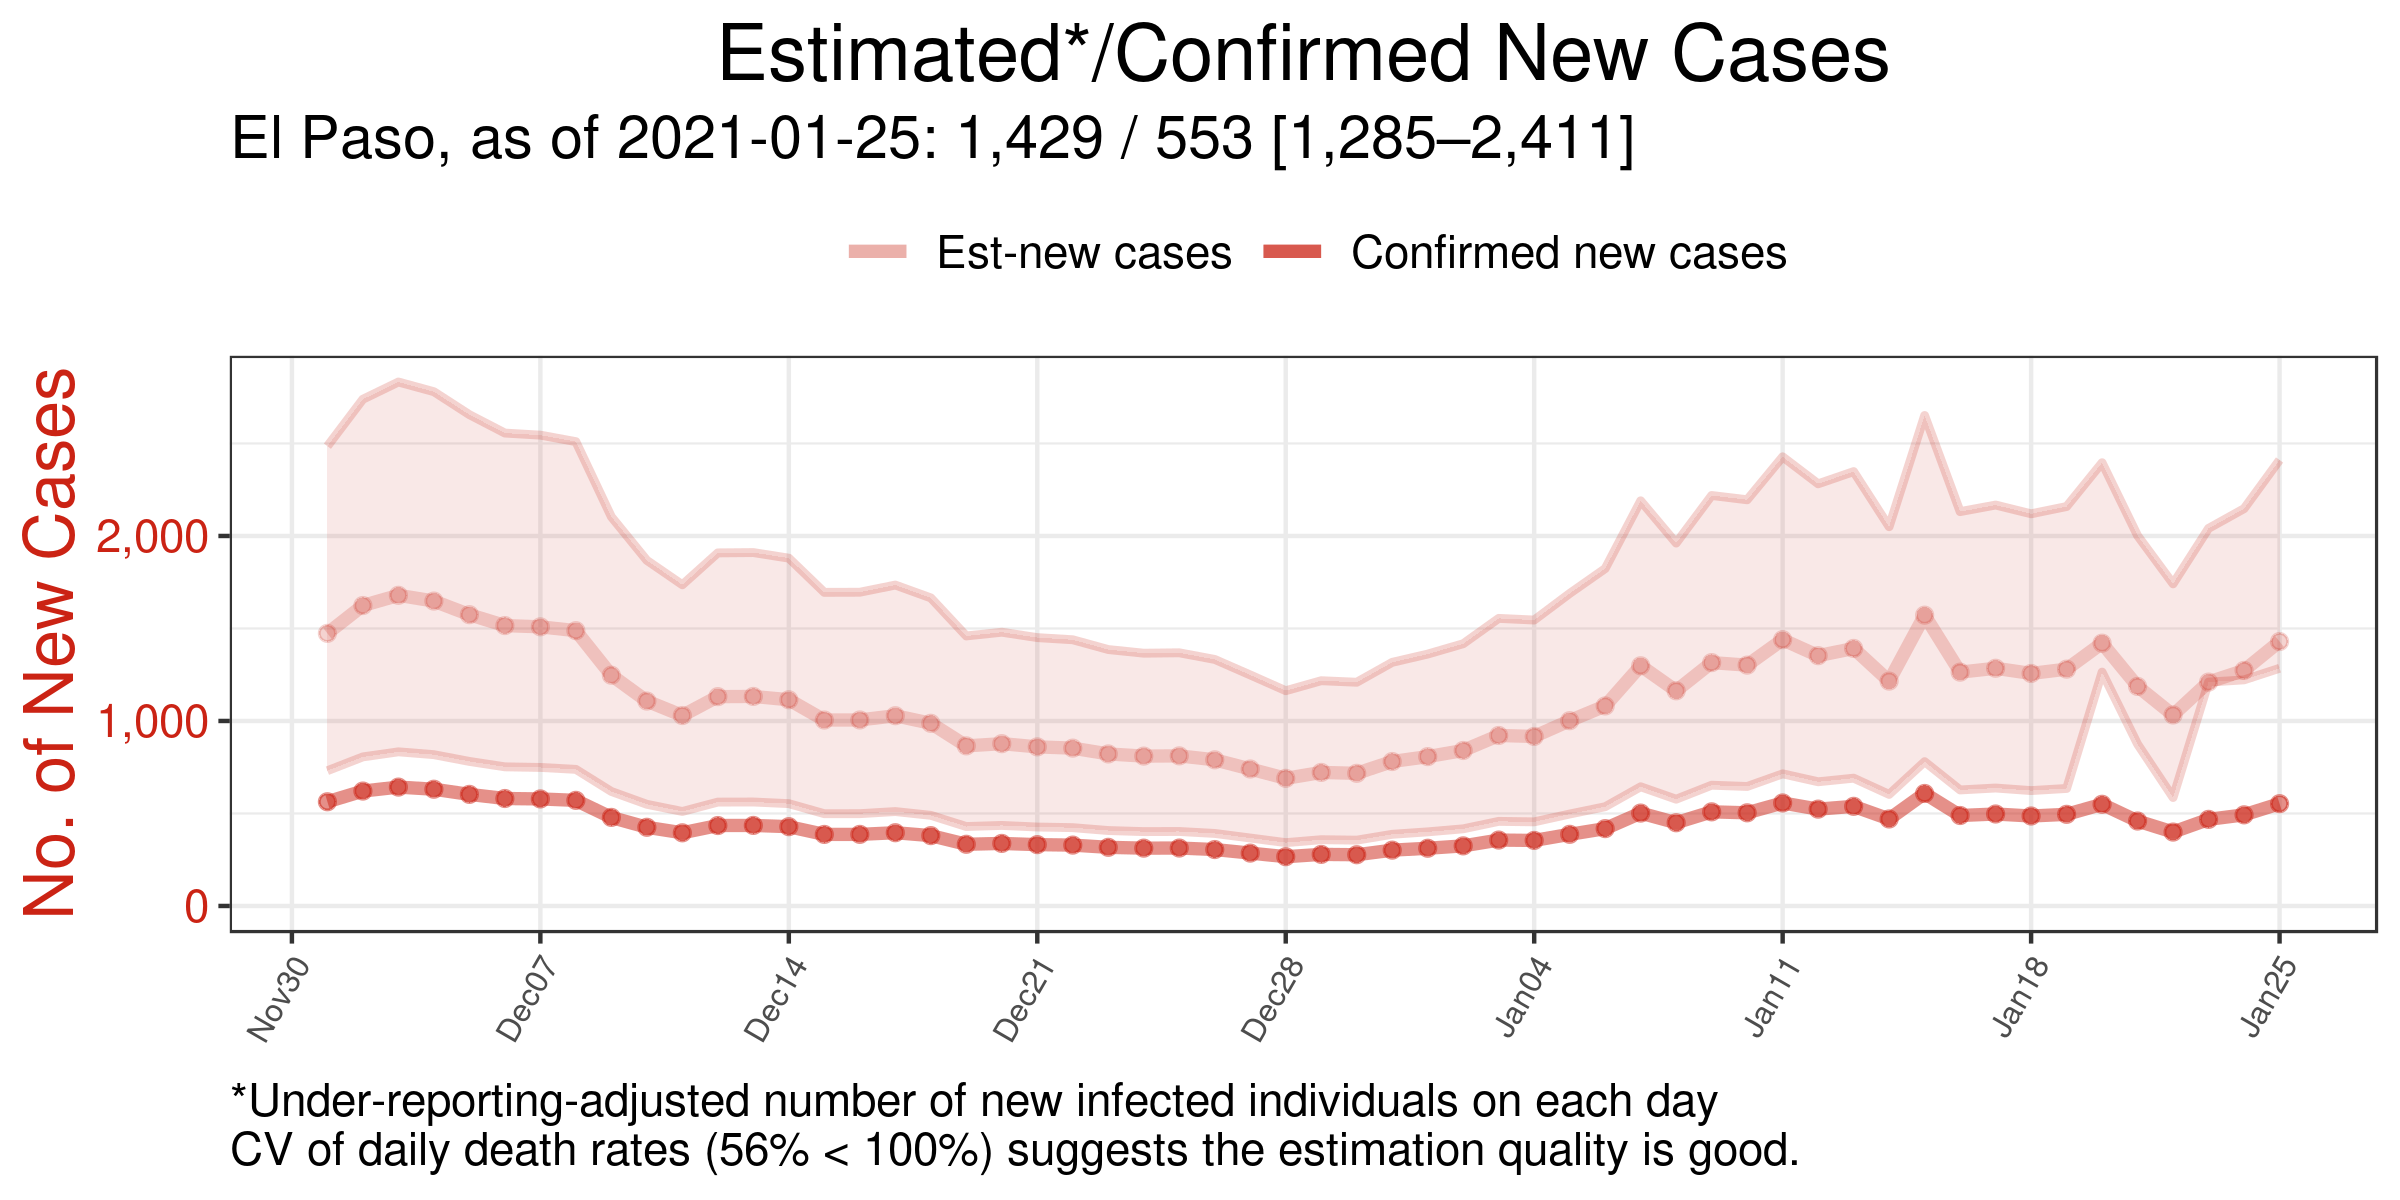 Estimated*/Confirmed New Cases
El Paso, as of 2021-01-25: 1,429 / 553 [1,285–2,411]
Est-new cases
Confirmed new cases
No. of New Cases
2,000
1,000
0
Nov30
Dec07
Dec14
Dec21
Dec28
Jan04
Jan11
Jan18
Jan25
*Under-reporting-adjusted number of new infected individuals on each day
CV of daily death rates (56% < 100%) suggests the estimation quality is good.